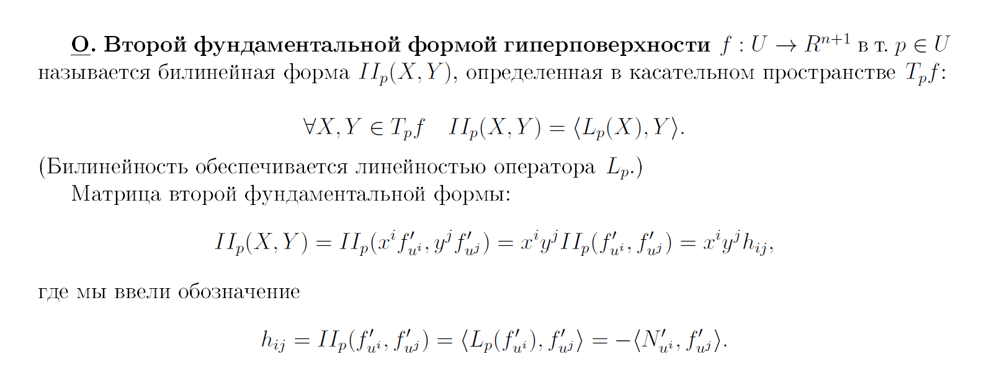 О. Второй фундаментальной формой гиперповерхности $f : U \to R^{n+1}$ в т. $p \in U$
называется билинейная форма $II_p(X, Y)$, определенная в касательном пространстве $T_pf$:
$\forall X, Y \in T_pf \quad II_p(X, Y) = \langle L_p(X), Y \rangle.$
(Билинейность обеспечивается линейностью оператора $L_p$.)
Матрица второй фундаментальной формы:
$II_p(X, Y) = II_p(x^i f'_{u^i}, y^j f'_{u^j}) = x^i y^j II_p(f'_{u^i}, f'_{u^j}) = x^i y^j h_{ij},$
где мы ввели обозначение
$h_{ij} = II_p(f'_{u^i}, f'_{u^j}) = \langle L_p(f'_{u^i}), f'_{u^j} \rangle = -\langle N'_{u^i}, f'_{u^j} \rangle.$